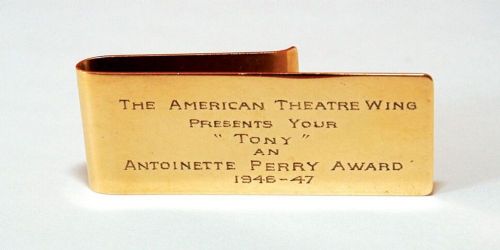 THE AMERICAN THEATRE WING
PRESENTS YOUR
"TONY"
AN
ANTOINETTE PERRY AWARD
1946-47